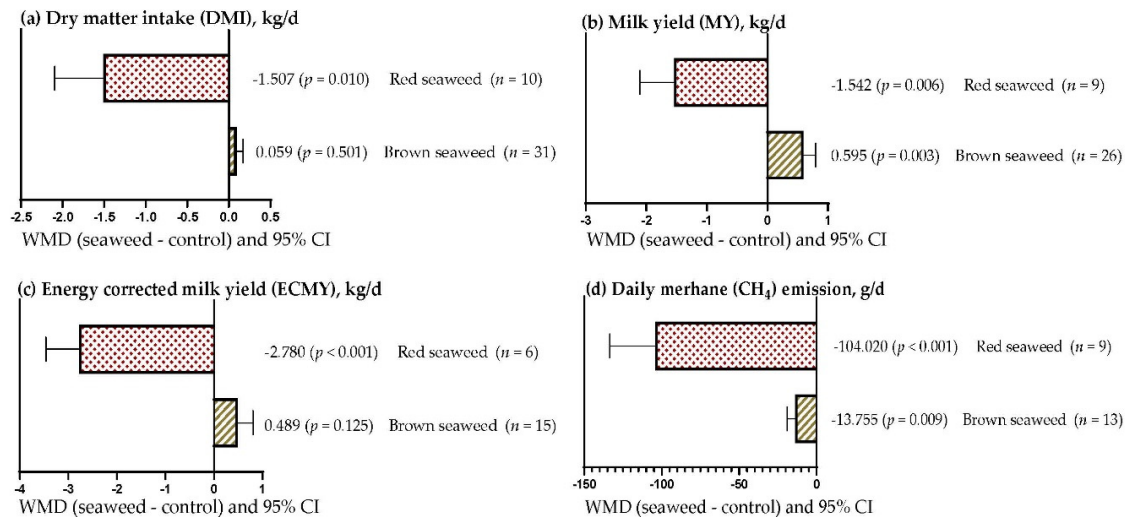 (a) Dry matter intake (DMI), kg/d
-1.507 (p = 0.010) Red seaweed (n = 10)
0.059 (p = 0.501) Brown seaweed (n = 31)
-2.5 -2.0 -1.5 -1.0 -0.5 0.0 0.5
WMD (seaweed - control) and 95% CI
(b) Milk yield (MY), kg/d
-1.542 (p = 0.006) Red seaweed (n = 9)
0.595 (p = 0.003) Brown seaweed (n = 26)
-3 -2 -1 0 1
WMD (seaweed - control) and 95% CI
(c) Energy corrected milk yield (ECMY), kg/d
-2.780 (p < 0.001) Red seaweed (n = 6)
0.489 (p = 0.125) Brown seaweed (n = 15)
-4 -3 -2 -1 0 1
WMD (seaweed - control) and 95% CI
(d) Daily merhane (CH₄) emission, g/d
-104.020 (p < 0.001) Red seaweed (n = 9)
-13.755 (p = 0.009) Brown seaweed (n = 13)
-150 -100 -50 0
WMD (seaweed - control) and 95% CI